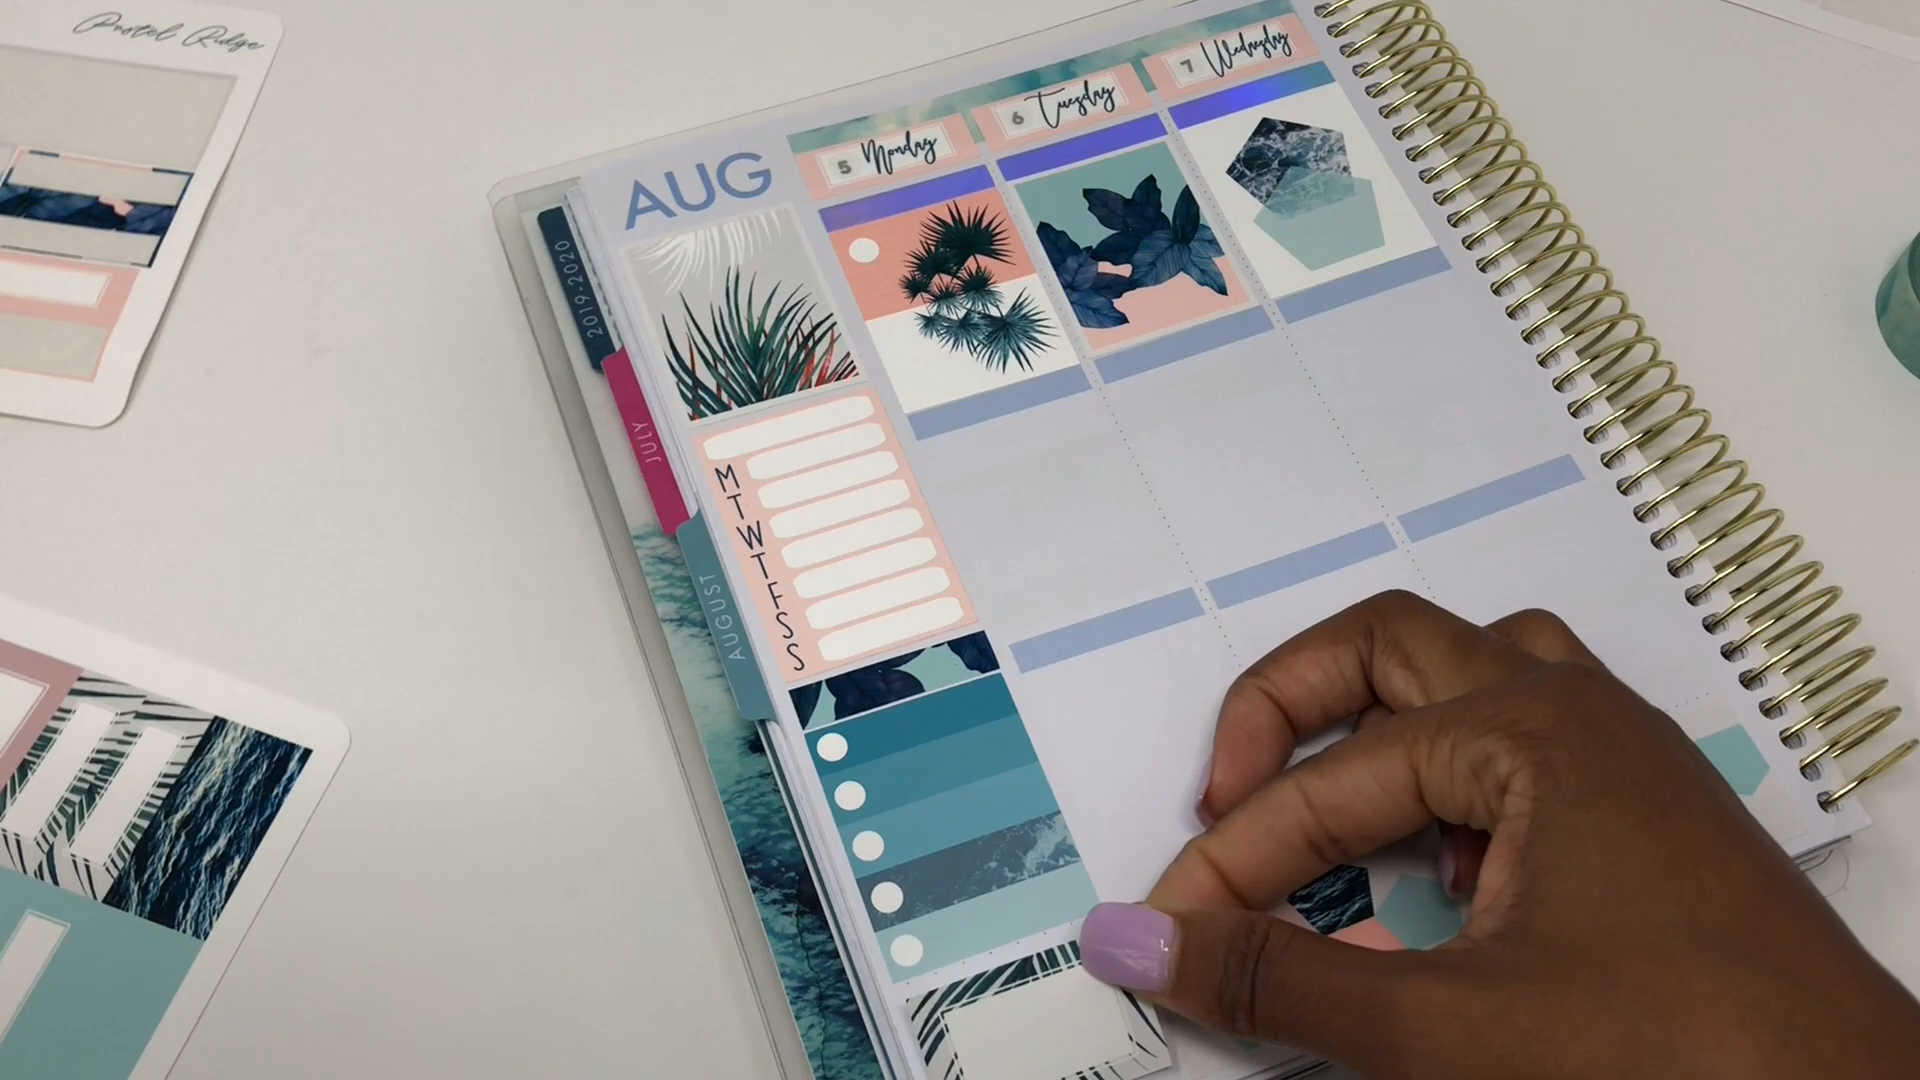 Pastel Ridge
AUG
5 Monday
6 Tuesday
7 Wednesday
2019-2020
JULY
AUGUST
M
T
W
T
F
S
S